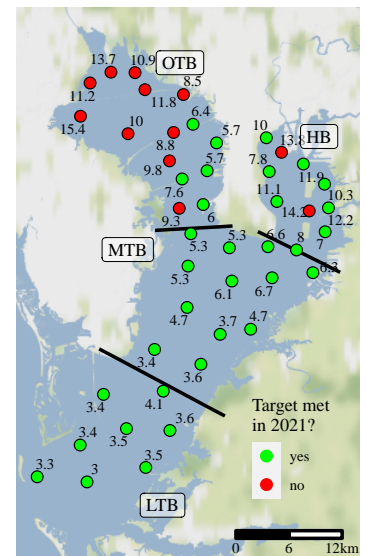 13.7 10.9
OTB
11.2 11.8 8.5
15.4 10 8.8 6.4
5.7
10 HB
13.8
9.8 5.7 7.8 11.9
7.6 11.1 10.3
9.3 6 14.2 12.2
MTB 5.3 5.3 6.6 8 7
5.3 6.1 6.7 6.3
4.7 3.7 4.7
3.4 3.6
3.4 4.1
Target met
in 2021?
yes
no
3.4 3.5 3.6
3.3 3 3.5
LTB
0 6 12km